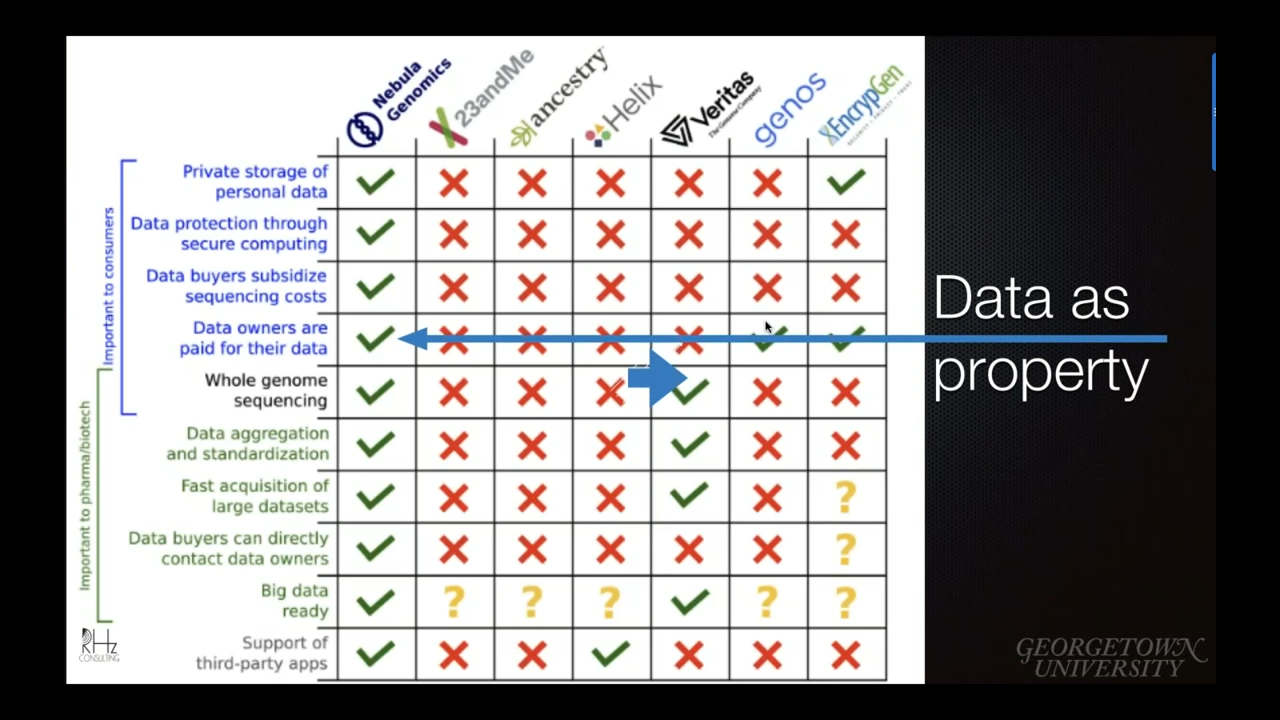 Nebula
Genomics
23andMe
ancestry
Helix
Veritas
The Genome Company
genos
EncrypGen
Important to consumers
Private storage of
personal data
Data protection through
secure computing
Data buyers subsidize
sequencing costs
Data owners are
paid for their data
Whole genome
sequencing
Important to pharma/biotech
Data aggregation
and standardization
Fast acquisition of
large datasets
?
Data buyers can directly
contact data owners
?
Big data
ready
? ? ? ? ?
Support of
third-party apps
Data as
property
RHz
CONSULTING
GEORGETOWN
UNIVERSITY